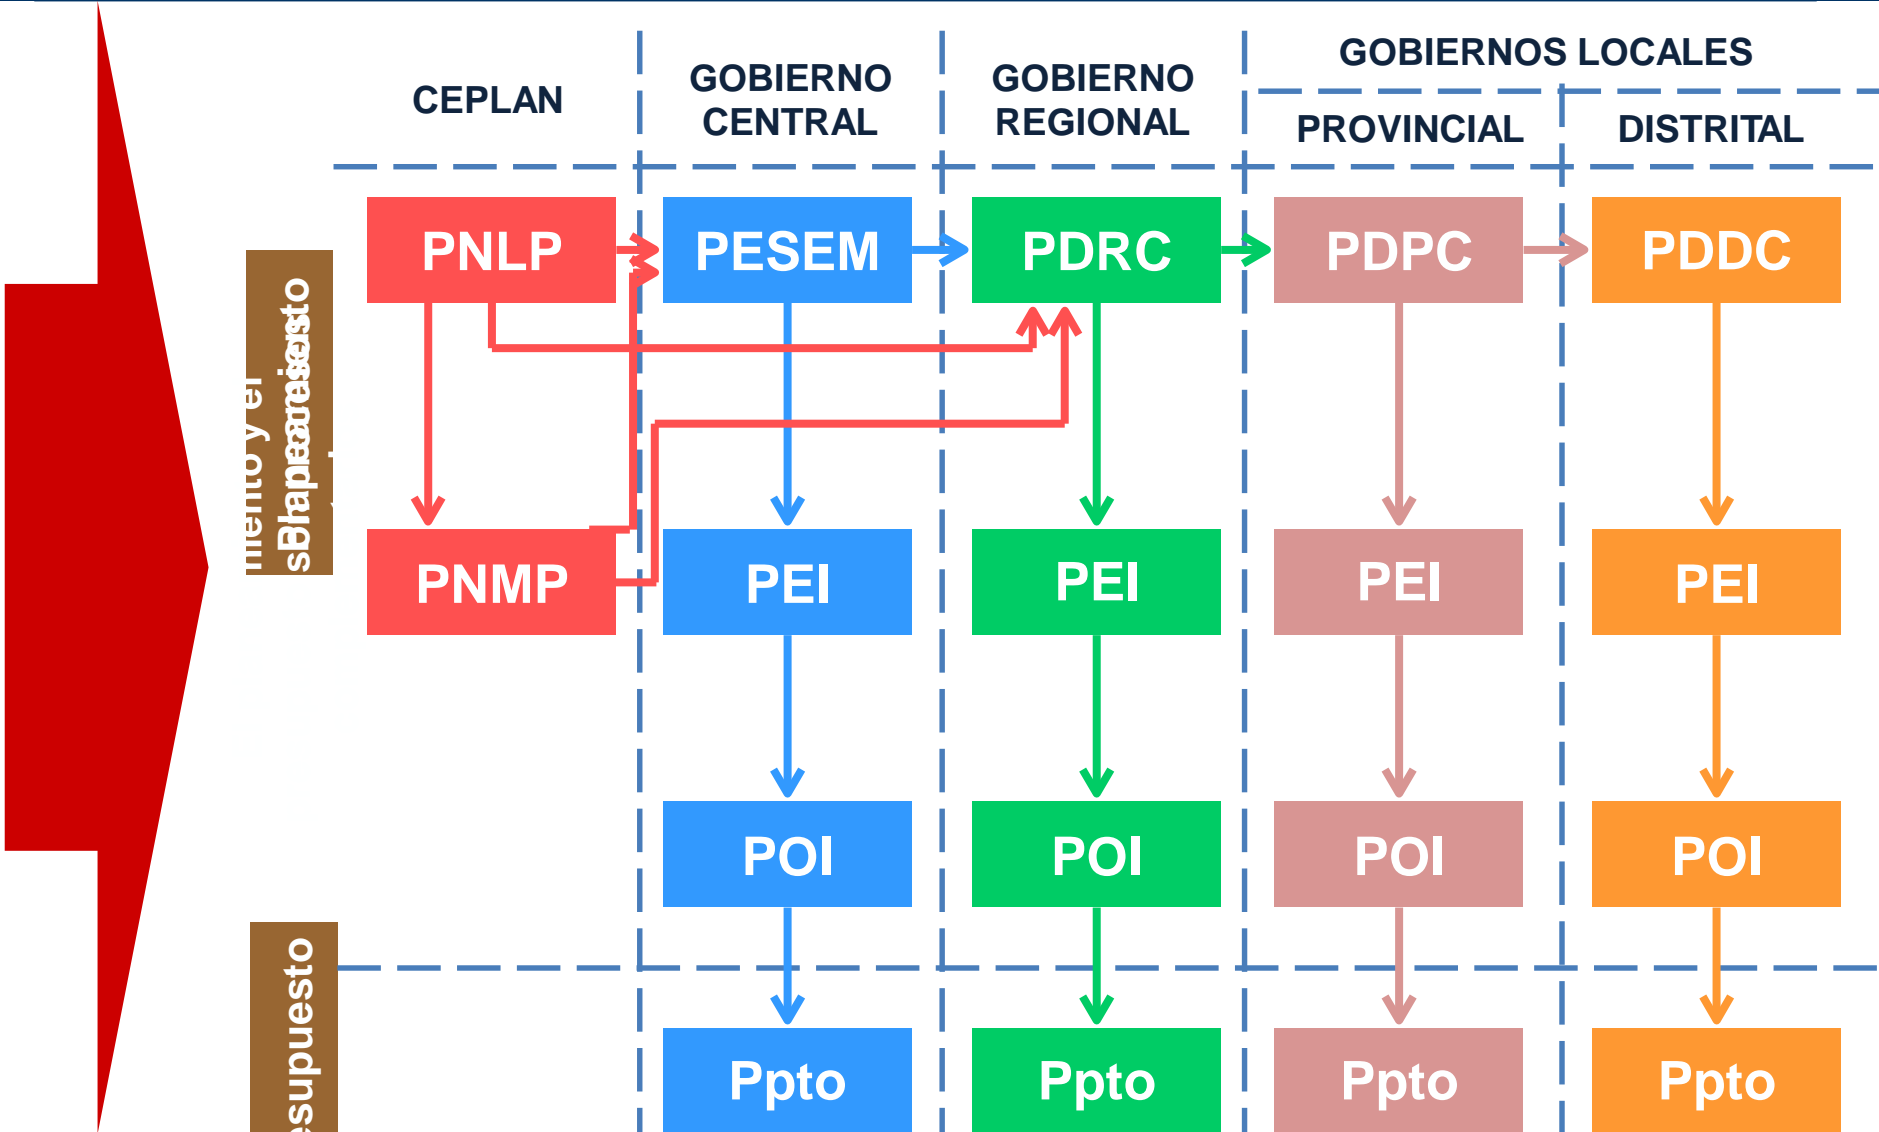 GOBIERNOS LOCALES
CEPLAN
GOBIERNO
CENTRAL
GOBIERNO
REGIONAL
PROVINCIAL
DISTRITAL
PNLP
PESEM
PDRC
PDPC
PDDC
PNMP
PEI
PEI
PEI
PEI
POI
POI
POI
POI
Ppto
Ppto
Ppto
Ppto